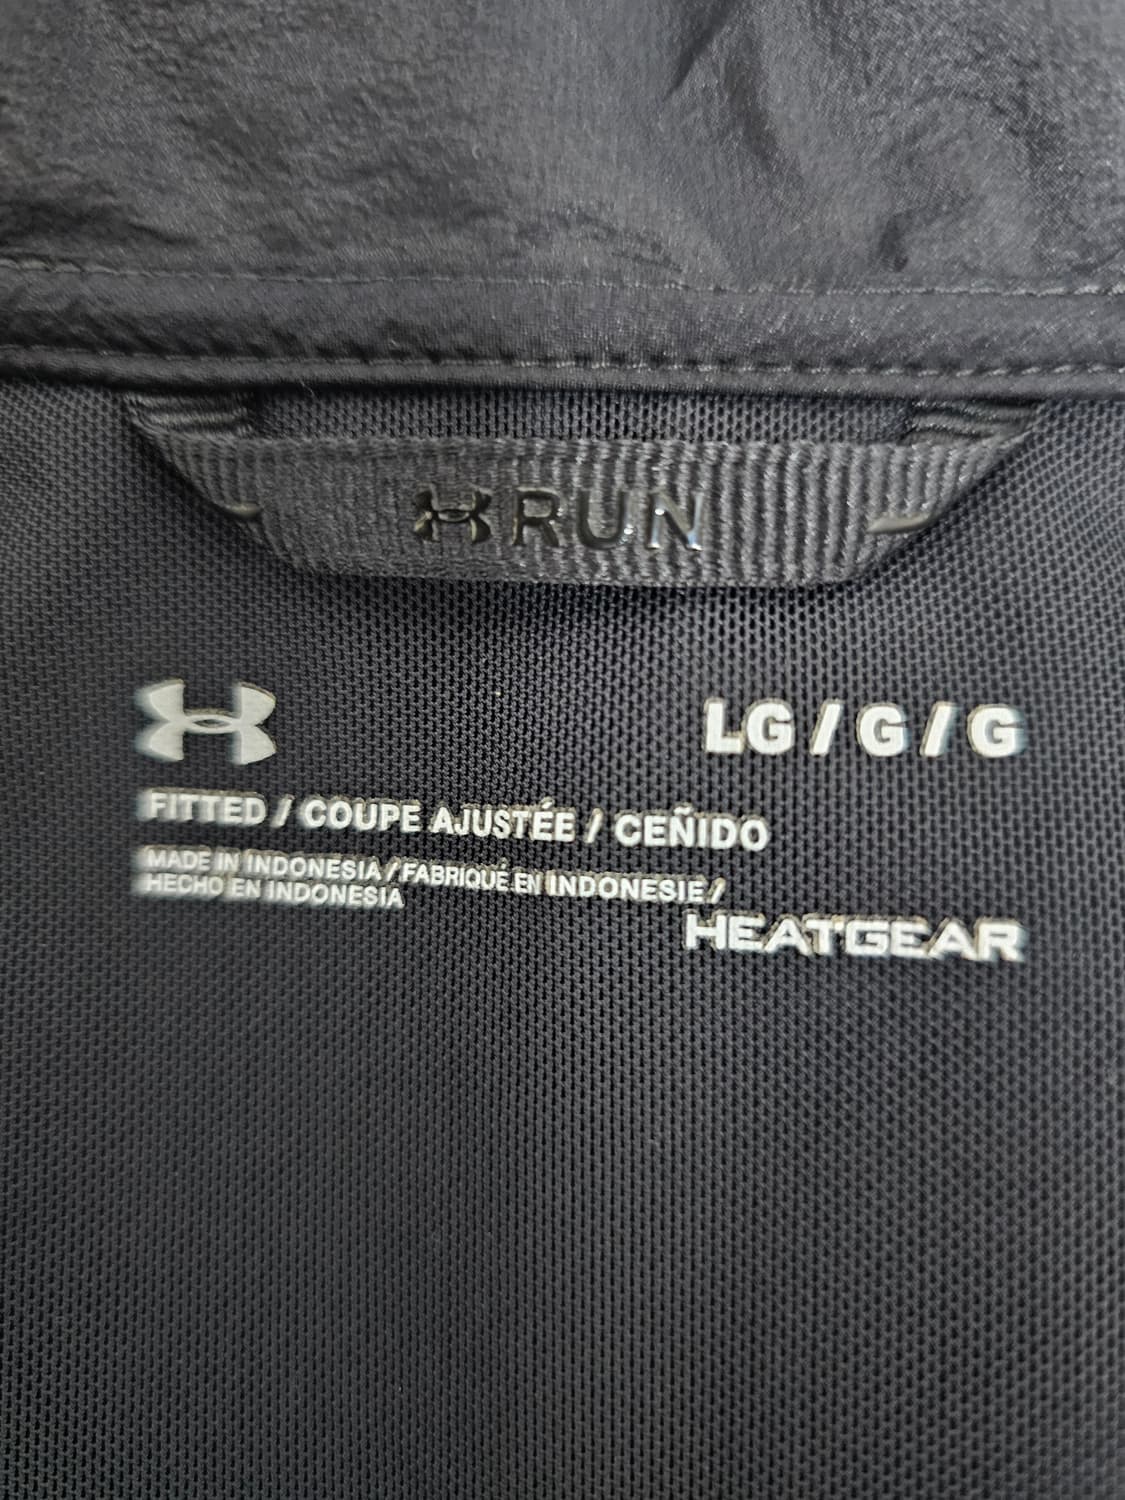 RUN
LG / G / G
FITTED / COUPE AJUSTÉE / CEÑIDO
MADE IN INDONESIA / FABRIQUÉ EN INDONESIE /
HECHO EN INDONESIA
HEATGEAR